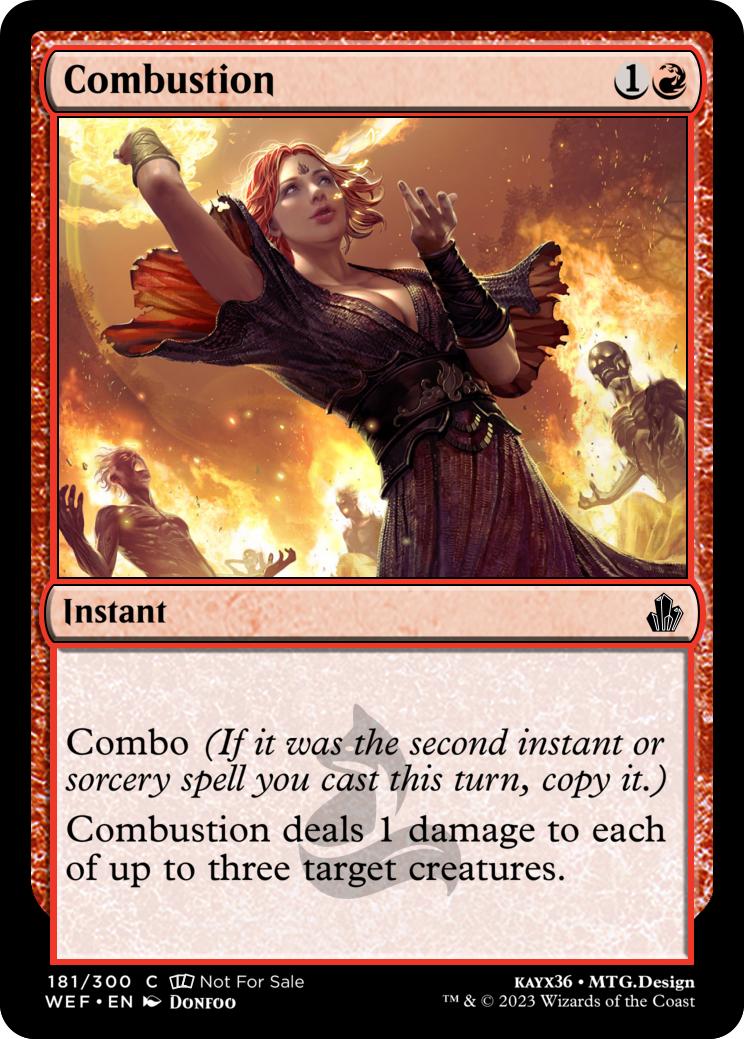 Combustion 1
Instant
Combo (If it was the second instant or
sorcery spell you cast this turn, copy it.)
Combustion deals 1 damage to each
of up to three target creatures.
181/300 C Not For Sale
WEF • EN Donfoo
kayx36 • MTG.Design
™ & © 2023 Wizards of the Coast